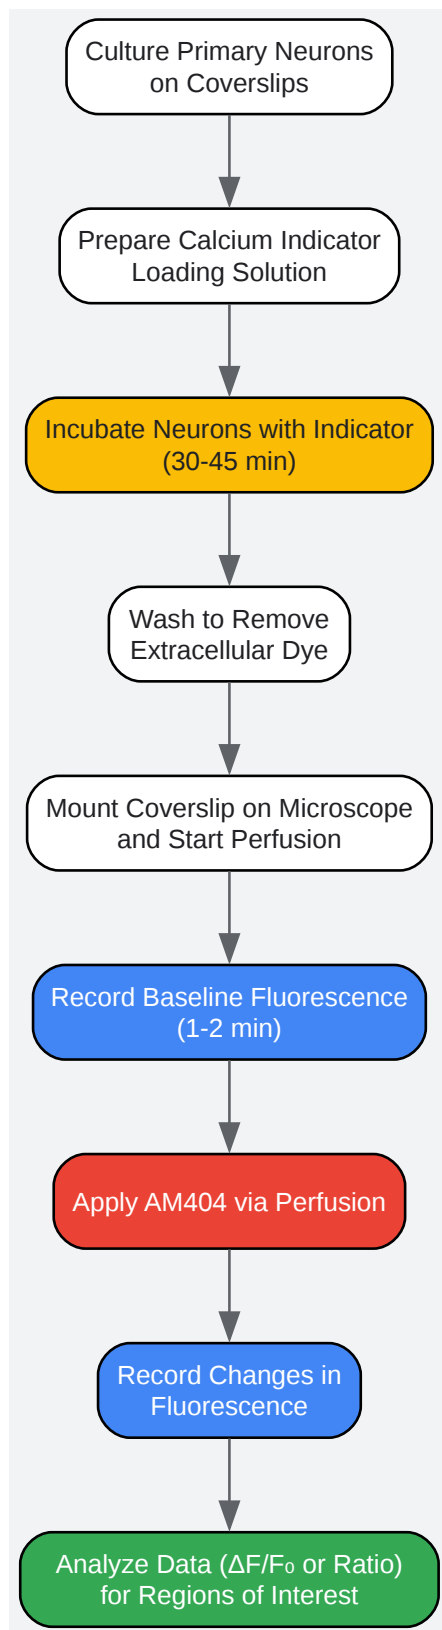 Culture Primary Neurons
on Coverslips
Prepare Calcium Indicator
Loading Solution
Incubate Neurons with Indicator
(30-45 min)
Wash to Remove
Extracellular Dye
Mount Coverslip on Microscope
and Start Perfusion
Record Baseline Fluorescence
(1-2 min)
Apply AM404 via Perfusion
Record Changes in
Fluorescence
Analyze Data (ΔF/F₀ or Ratio)
for Regions of Interest